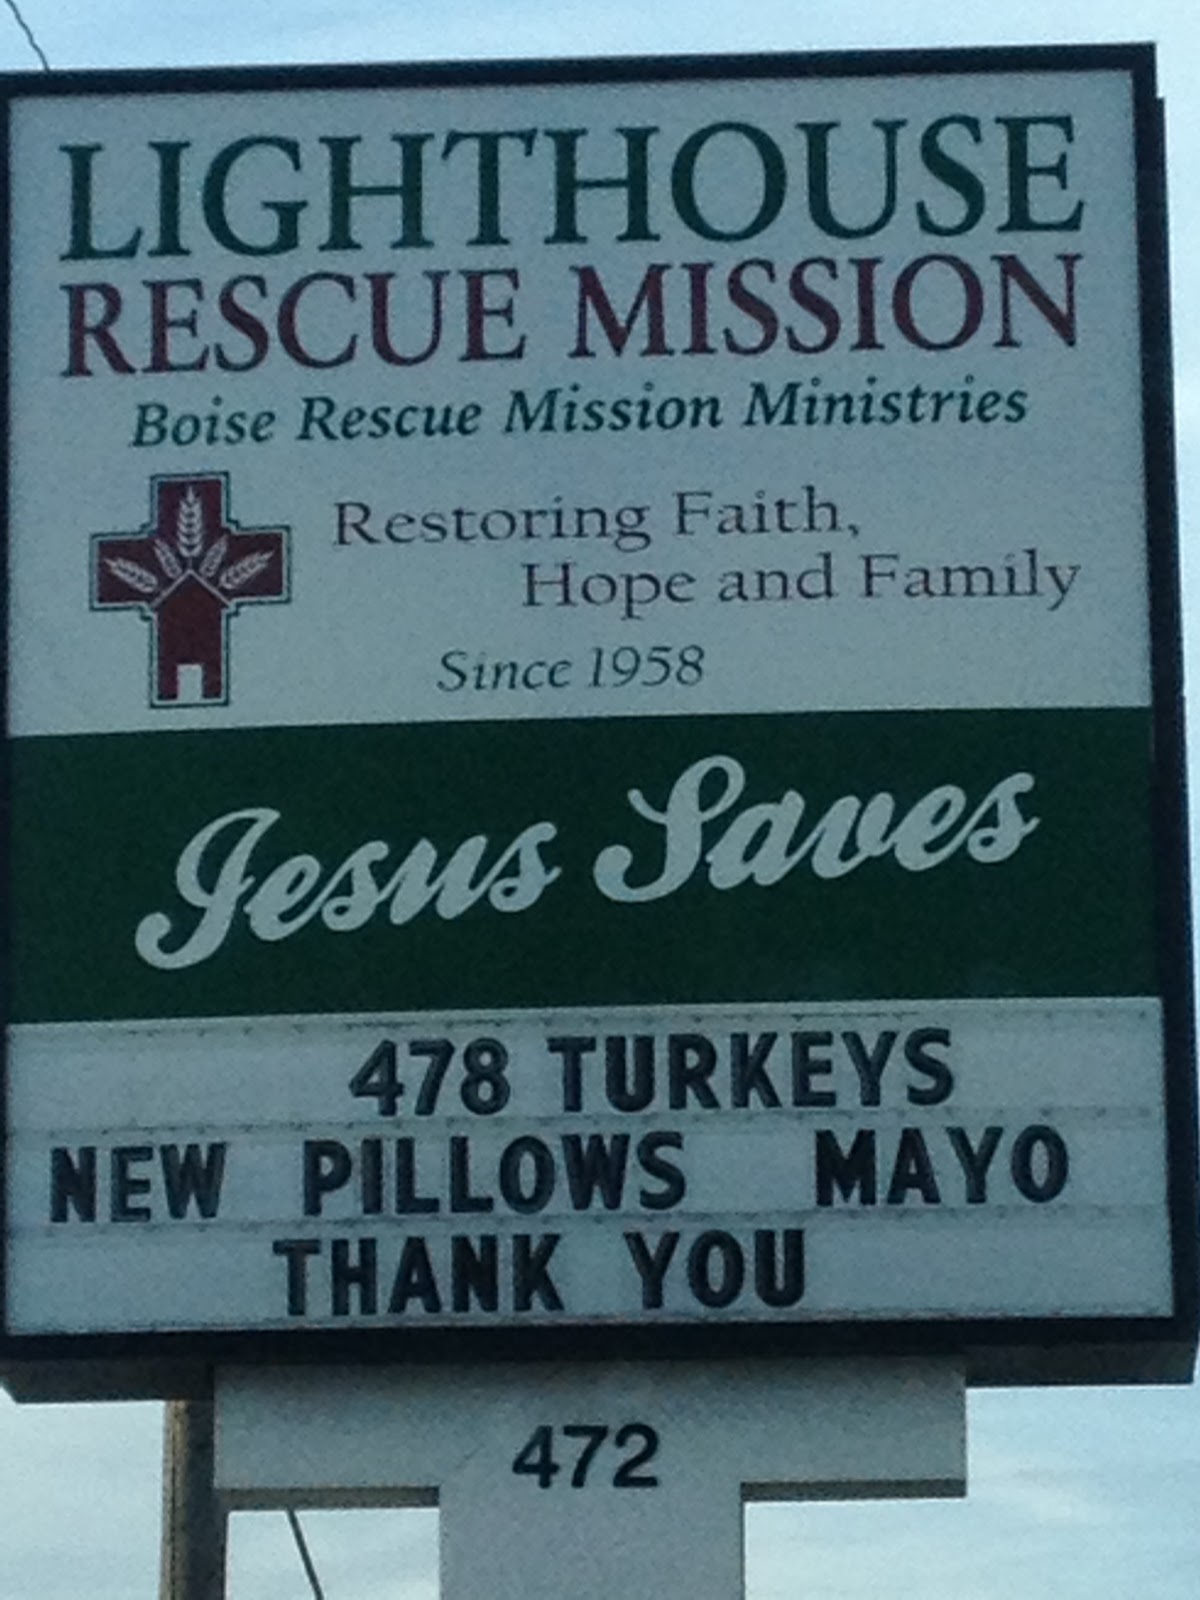 LIGHTHOUSE
RESCUE MISSION
Boise Rescue Mission Ministries
Restoring Faith,
Hope and Family
Since 1958
Jesus Saves
478 TURKEYS
NEW PILLOWS MAYO
THANK YOU
472